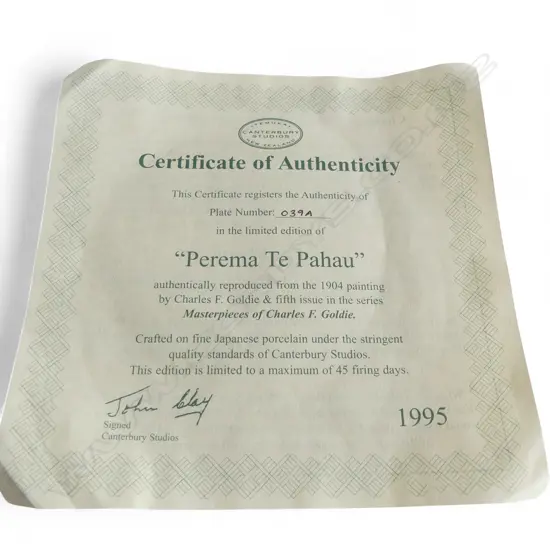 TEMUKA
CANTERBURY
STUDIOS
NEW ZEALAND
Certificate of Authenticity
This Certificate registers the Authenticity of
Plate Number: 039A
in the limited edition of
“Perema Te Pahau”
authentically reproduced from the 1904 painting
by Charles F. Goldie & fifth issue in the series
Masterpieces of Charles F. Goldie.
Crafted on fine Japanese porcelain under the stringent
quality standards of Canterbury Studios.
This edition is limited to a maximum of 45 firing days.
John Clay
Signed
Canterbury Studios
1995